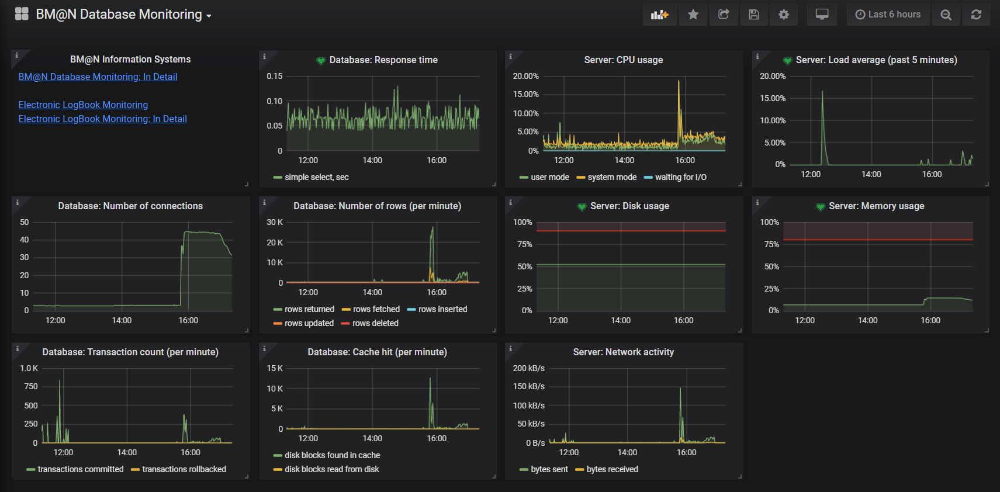 BM@N Database Monitoring
Last 6 hours
BM@N Information Systems
BM@N Database Monitoring: In Detail
Electronic LogBook Monitoring
Electronic LogBook Monitoring: In Detail
Database: Response time
0.15
0.10
0.05
0
12:00 14:00 16:00
simple select, sec
Server: CPU usage
20.00%
15.00%
10.00%
5.00%
0%
12:00 14:00 16:00
user mode system mode waiting for I/O
Server: Load average (past 5 minutes)
20.00%
15.00%
10.00%
5.00%
0%
12:00 14:00 16:00
Database: Number of connections
50
40
30
20
10
0
12:00 14:00 16:00
Database: Number of rows (per minute)
30 K
20 K
10 K
0
12:00 14:00 16:00
rows returned rows fetched rows inserted
rows updated rows deleted
Server: Disk usage
100%
75%
50%
25%
0%
12:00 14:00 16:00
Server: Memory usage
100%
75%
50%
25%
0%
12:00 14:00 16:00
Database: Transaction count (per minute)
1.0 K
750
500
250
0
12:00 14:00 16:00
transactions committed transactions rollbacked
Database: Cache hit (per minute)
15 K
10 K
5 K
0
12:00 14:00 16:00
disk blocks found in cache
disk blocks read from disk
Server: Network activity
200 kB/s
150 kB/s
100 kB/s
50 kB/s
0 B/s
12:00 14:00 16:00
bytes sent bytes received